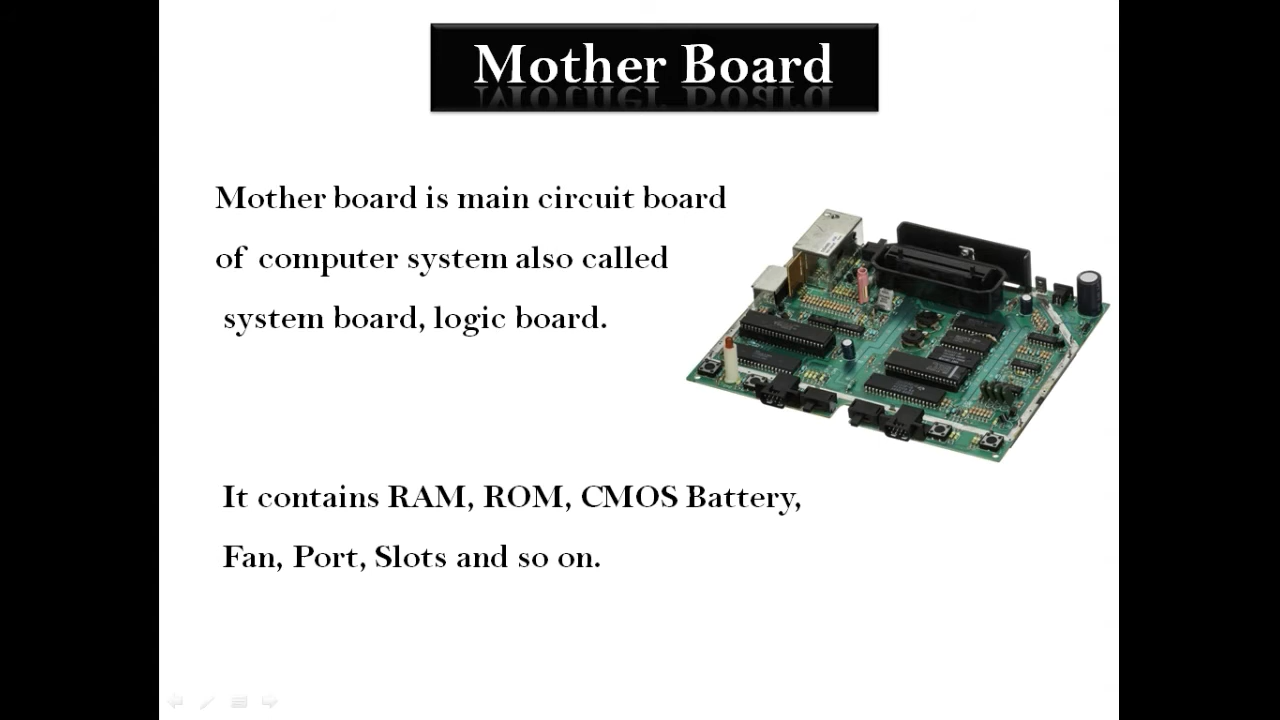 Mother Board
Mother board is main circuit board
of computer system also called
system board, logic board.
It contains RAM, ROM, CMOS Battery,
Fan, Port, Slots and so on.